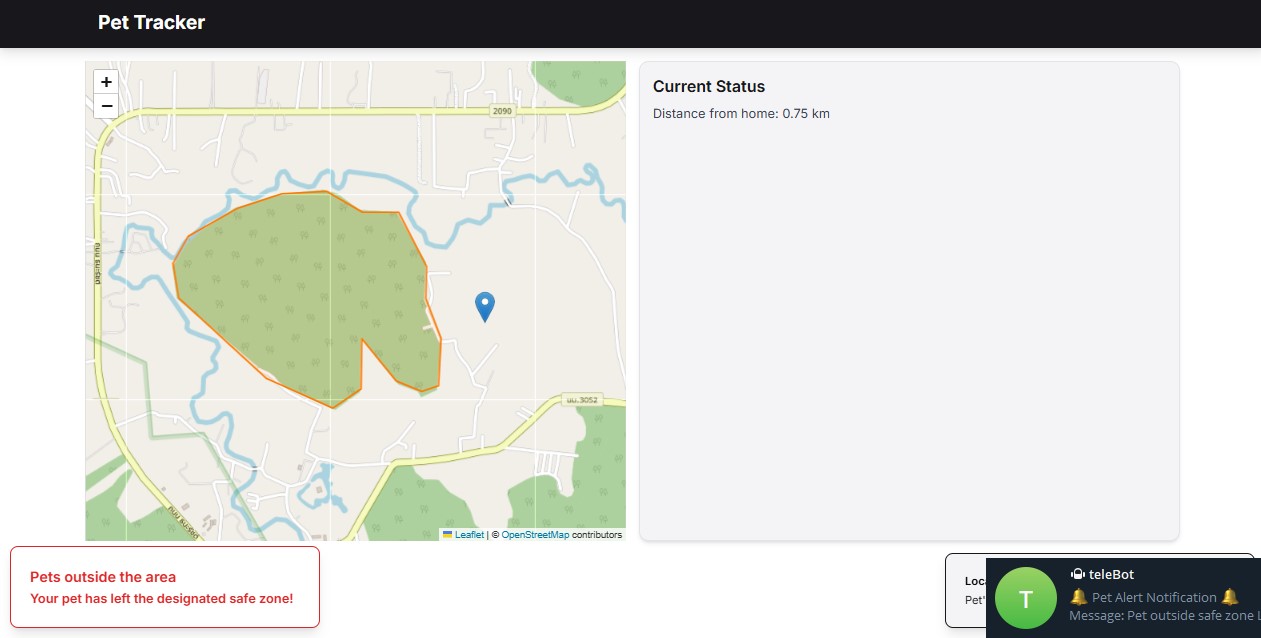 Pet Tracker
+
−
2090
Current Status
Distance from home: 0.75 km
นบ.3052
Leaflet | © OpenStreetMap contributors
Pets outside the area
Your pet has left the designated safe zone!
Pet'
teleBot
T
🔔 Pet Alert Notification 🔔
Message: Pet outside safe zone L